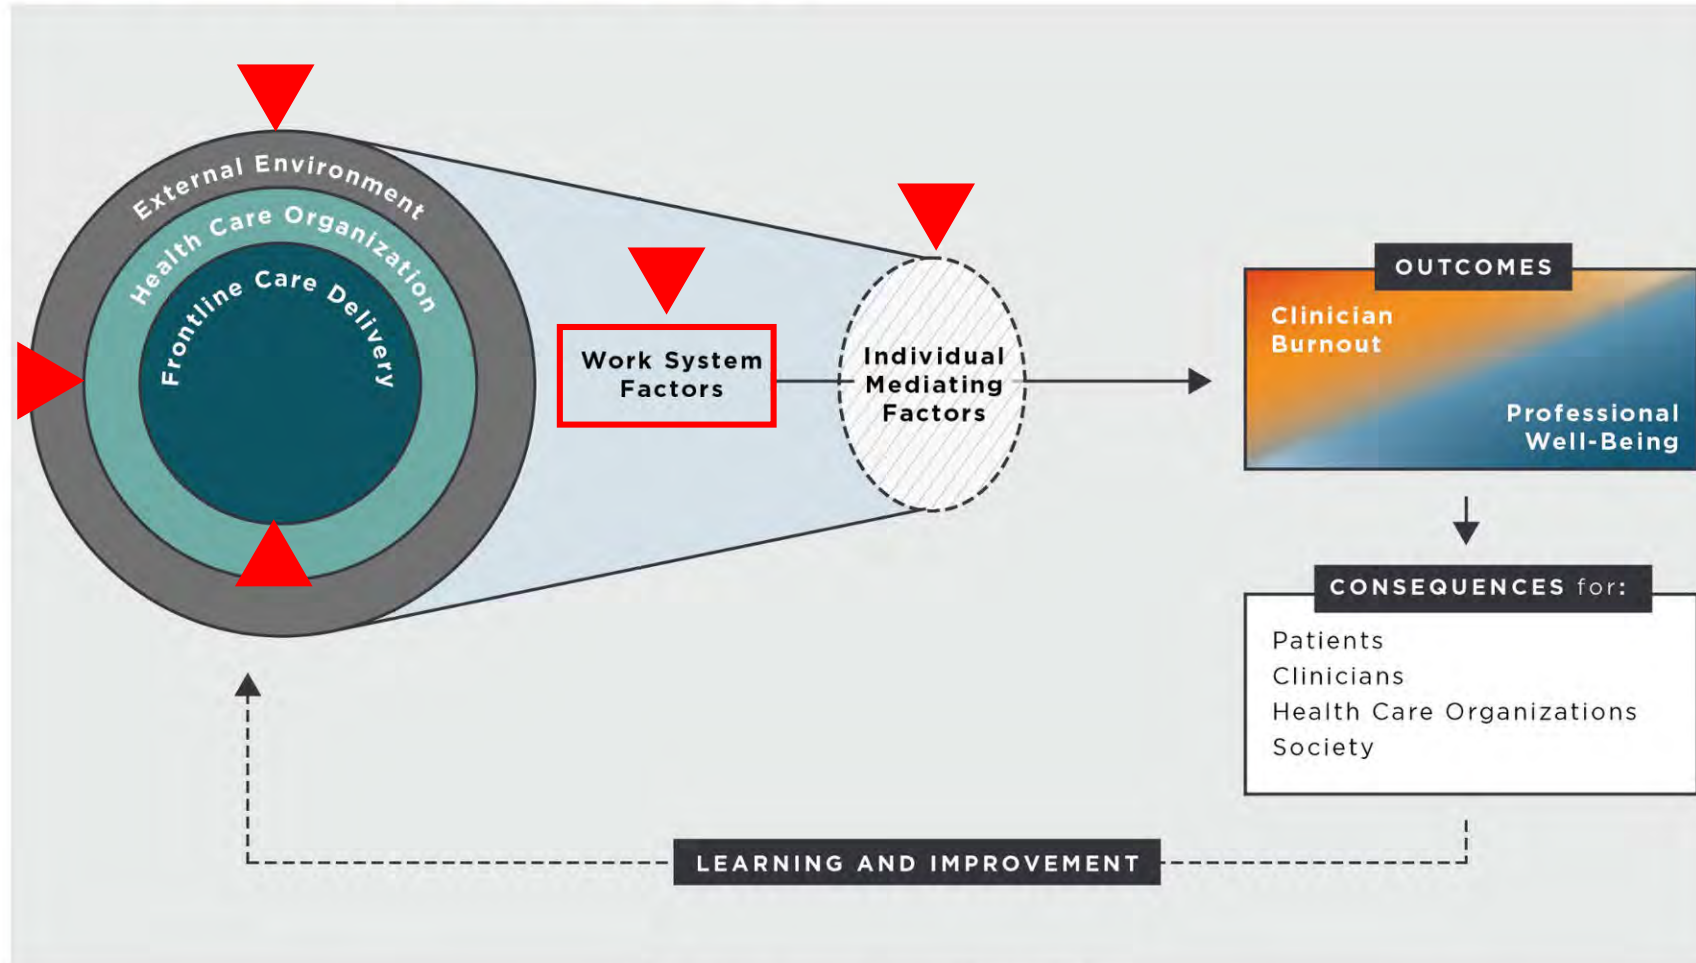 External Environment
Health Care Organization
Frontline Care Delivery
Work System
Factors
Individual
Mediating
Factors
OUTCOMES
Clinician
Burnout
Professional
Well-Being
CONSEQUENCES for:
Patients
Clinicians
Health Care Organizations
Society
LEARNING AND IMPROVEMENT